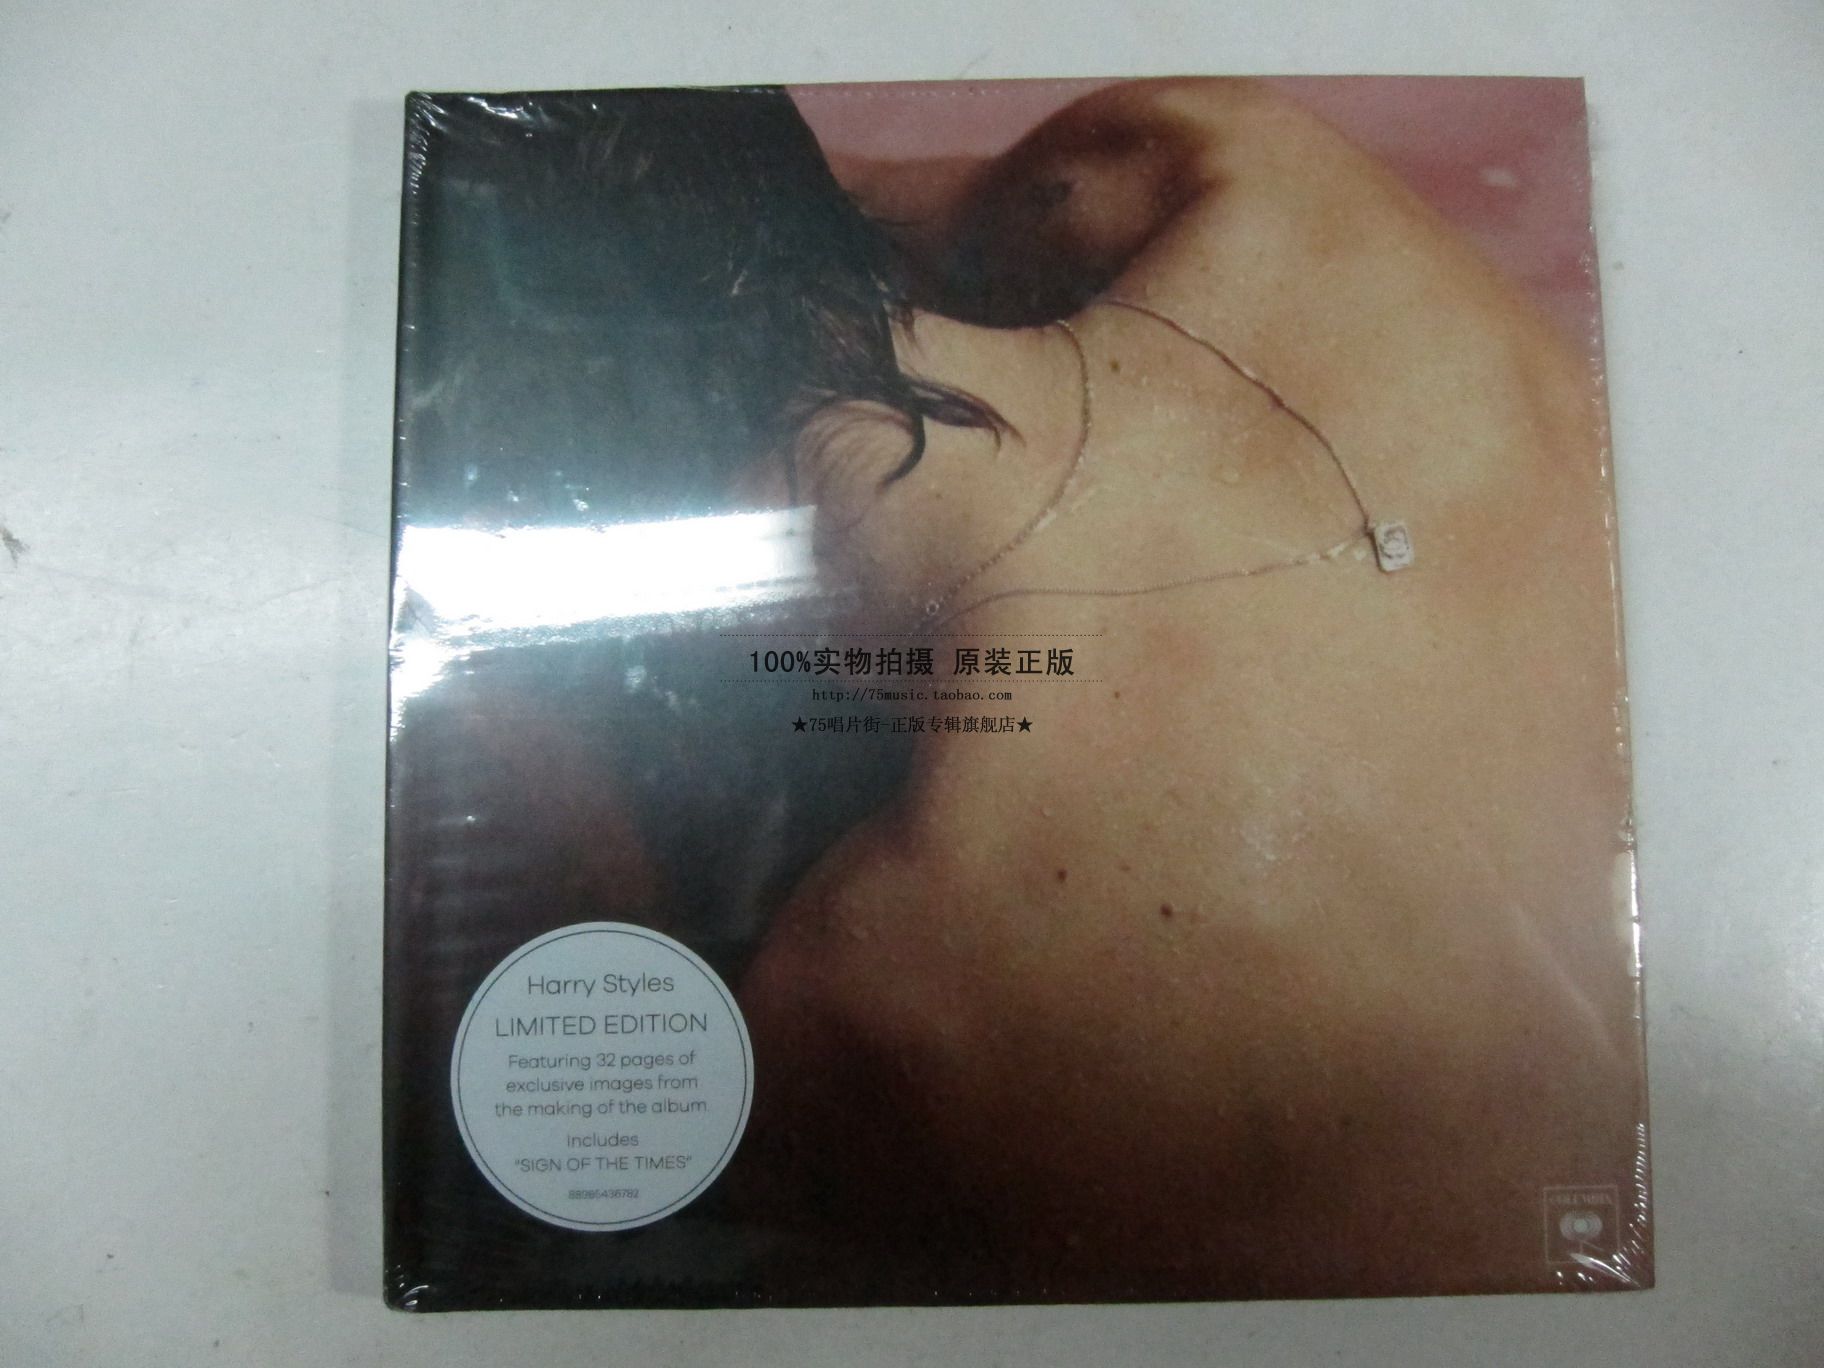 100%实物拍摄 原装正版
http://75music.taobao.com
★75唱片街-正版专辑旗舰店★
Harry Styles
LIMITED EDITION
Featuring 32 pages of
exclusive images from
the making of the album
Includes
"SIGN OF THE TIMES"
88985436782
COLUMBIA